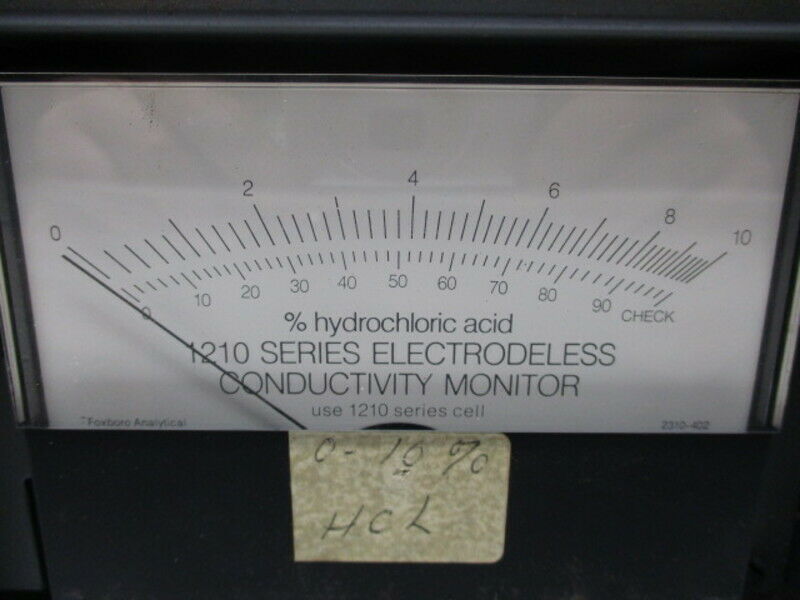 0 2 4 6 8 10
0 10 20 30 40 50 60 70 80 90 CHECK
% hydrochloric acid
1210 SERIES ELECTRODELESS
CONDUCTIVITY MONITOR
use 1210 series cell
Foxboro Analytical 2310-402
0-10 %
HCL